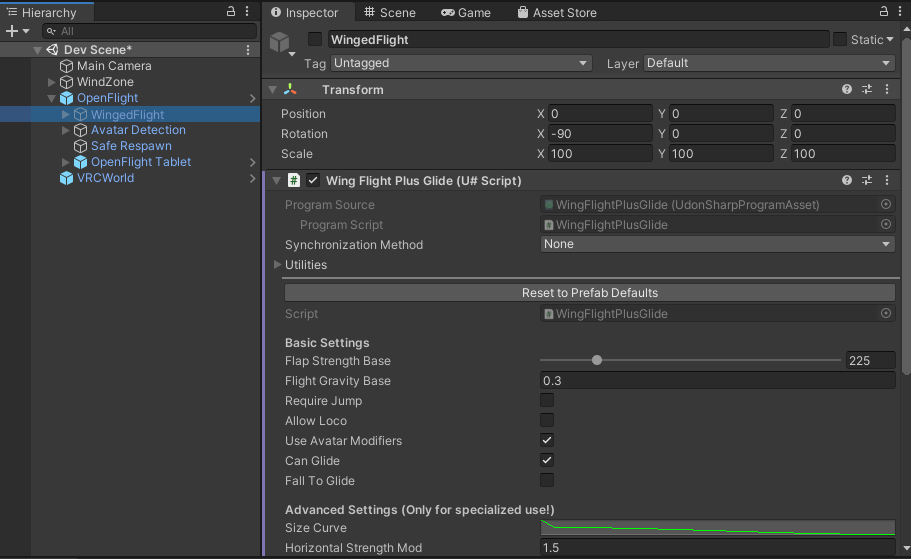 Hierarchy
All
Dev Scene*
Main Camera
WindZone
OpenFlight
WingedFlight
Avatar Detection
Safe Respawn
OpenFlight Tablet
VRCWorld
Inspector Scene Game Asset Store
WingedFlight Static
Tag Untagged Layer Default
Transform
Position X 0 Y 0 Z 0
Rotation X -90 Y 0 Z 0
Scale X 100 Y 100 Z 100
# Wing Flight Plus Glide (U# Script)
Program Source WingFlightPlusGlide (UdonSharpProgramAsset)
Program Script # WingFlightPlusGlide
Synchronization Method None
Utilities
Reset to Prefab Defaults
Script # WingFlightPlusGlide
Basic Settings
Flap Strength Base 225
Flight Gravity Base 0.3
Require Jump
Allow Loco
Use Avatar Modifiers
Can Glide
Fall To Glide
Advanced Settings (Only for specialized use!)
Size Curve
Horizontal Strength Mod 1.5